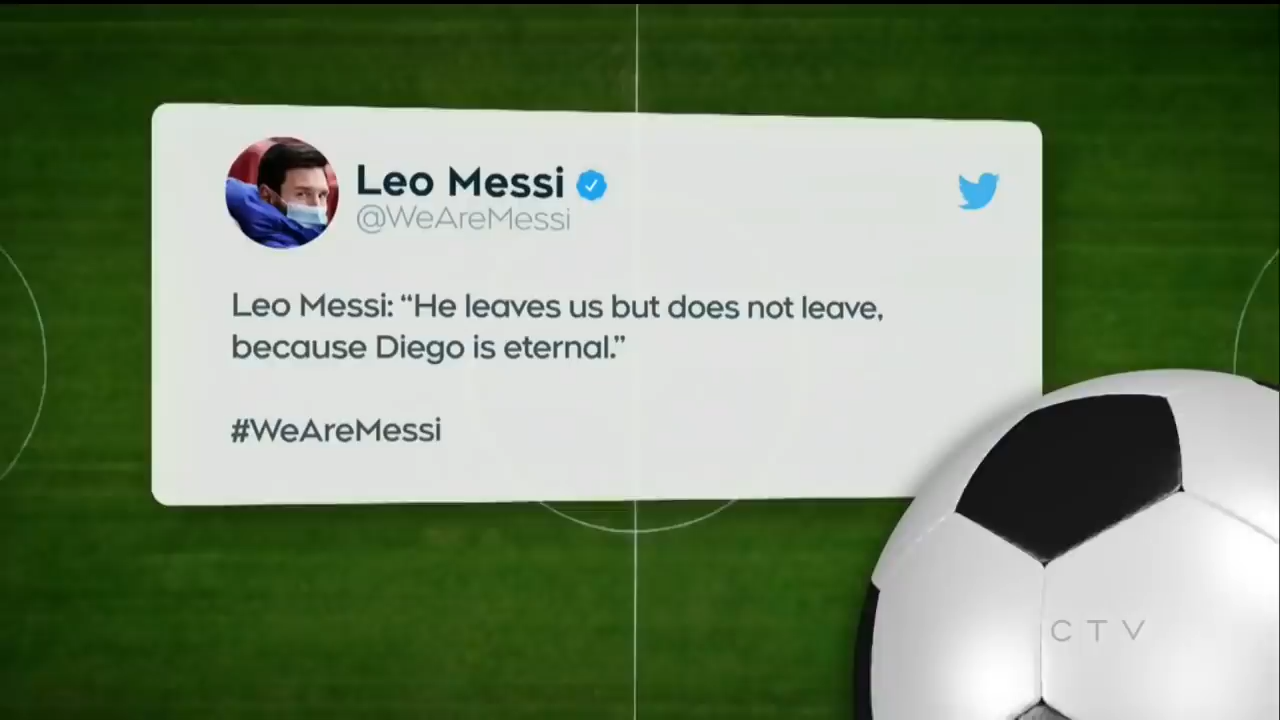 Leo Messi
@WeAreMessi
Leo Messi: “He leaves us but does not leave,
because Diego is eternal.”
#WeAreMessi
CTV